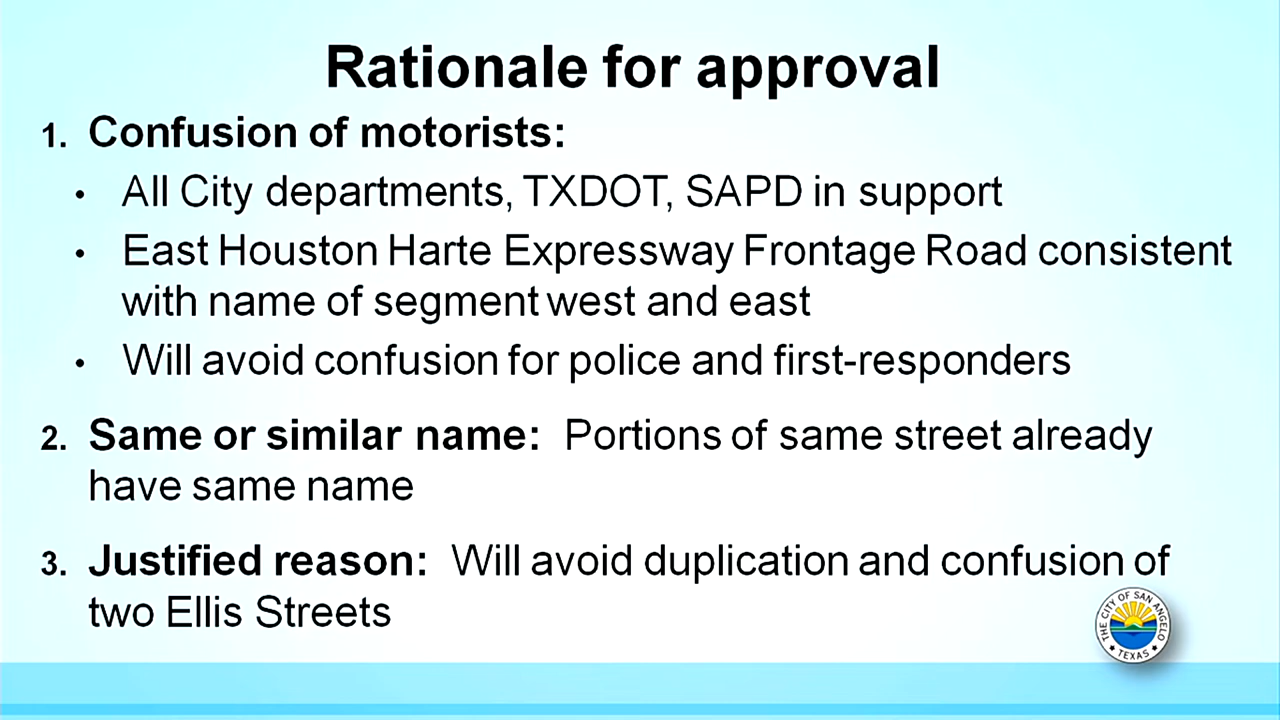 Rationale for approval
1. Confusion of motorists:
• All City departments, TXDOT, SAPD in support
• East Houston Harte Expressway Frontage Road consistent
with name of segment west and east
• Will avoid confusion for police and first-responders
2. Same or similar name: Portions of same street already
have same name
3. Justified reason: Will avoid duplication and confusion of
two Ellis Streets
THE CITY OF SAN ANGELO
TEXAS